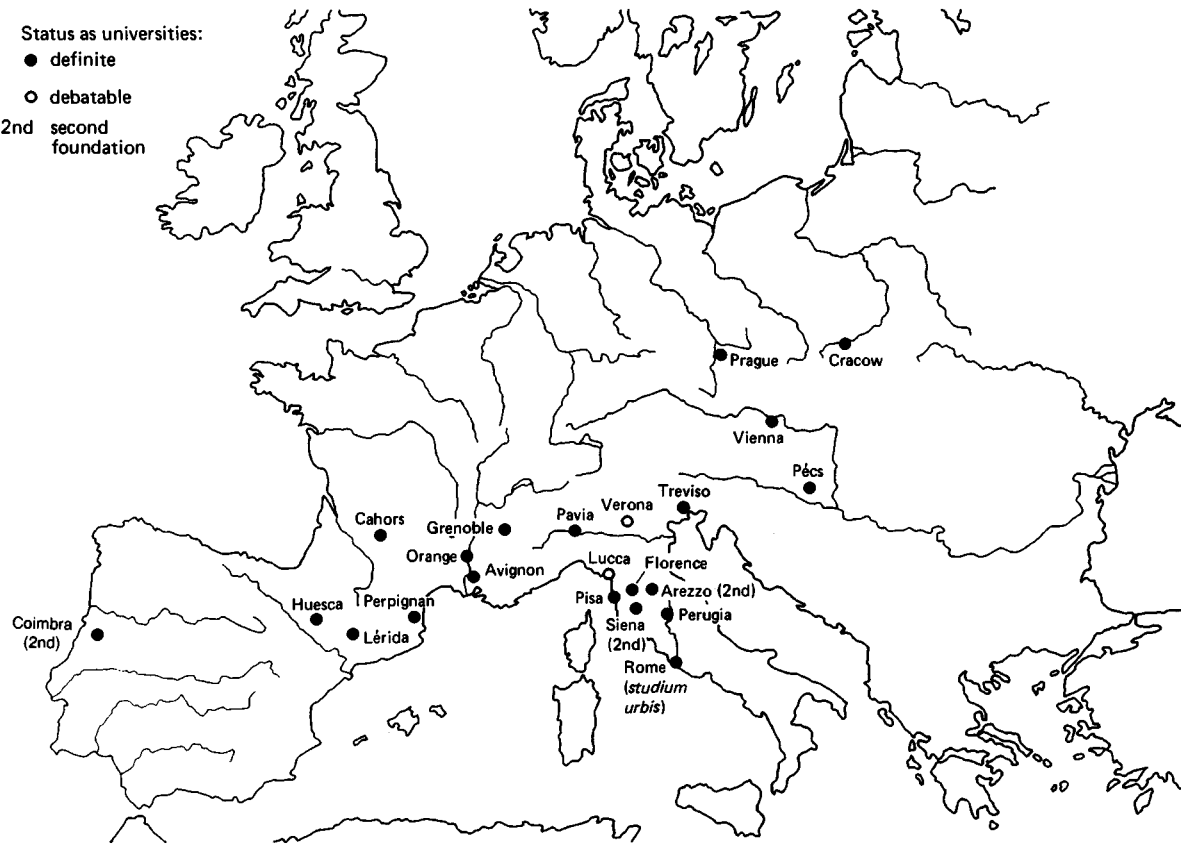 Status as universities:
definite
debatable
2nd second
foundation
Prague
Cracow
Vienna
Pécs
Treviso
Verona
Pavia
Cahors
Grenoble
Orange
Avignon
Lucca
Florence
Pisa
Arezzo (2nd)
Siena
(2nd)
Perugia
Rome
(studium
urbis)
Huesca
Perpignan
Lérida
Coimbra
(2nd)